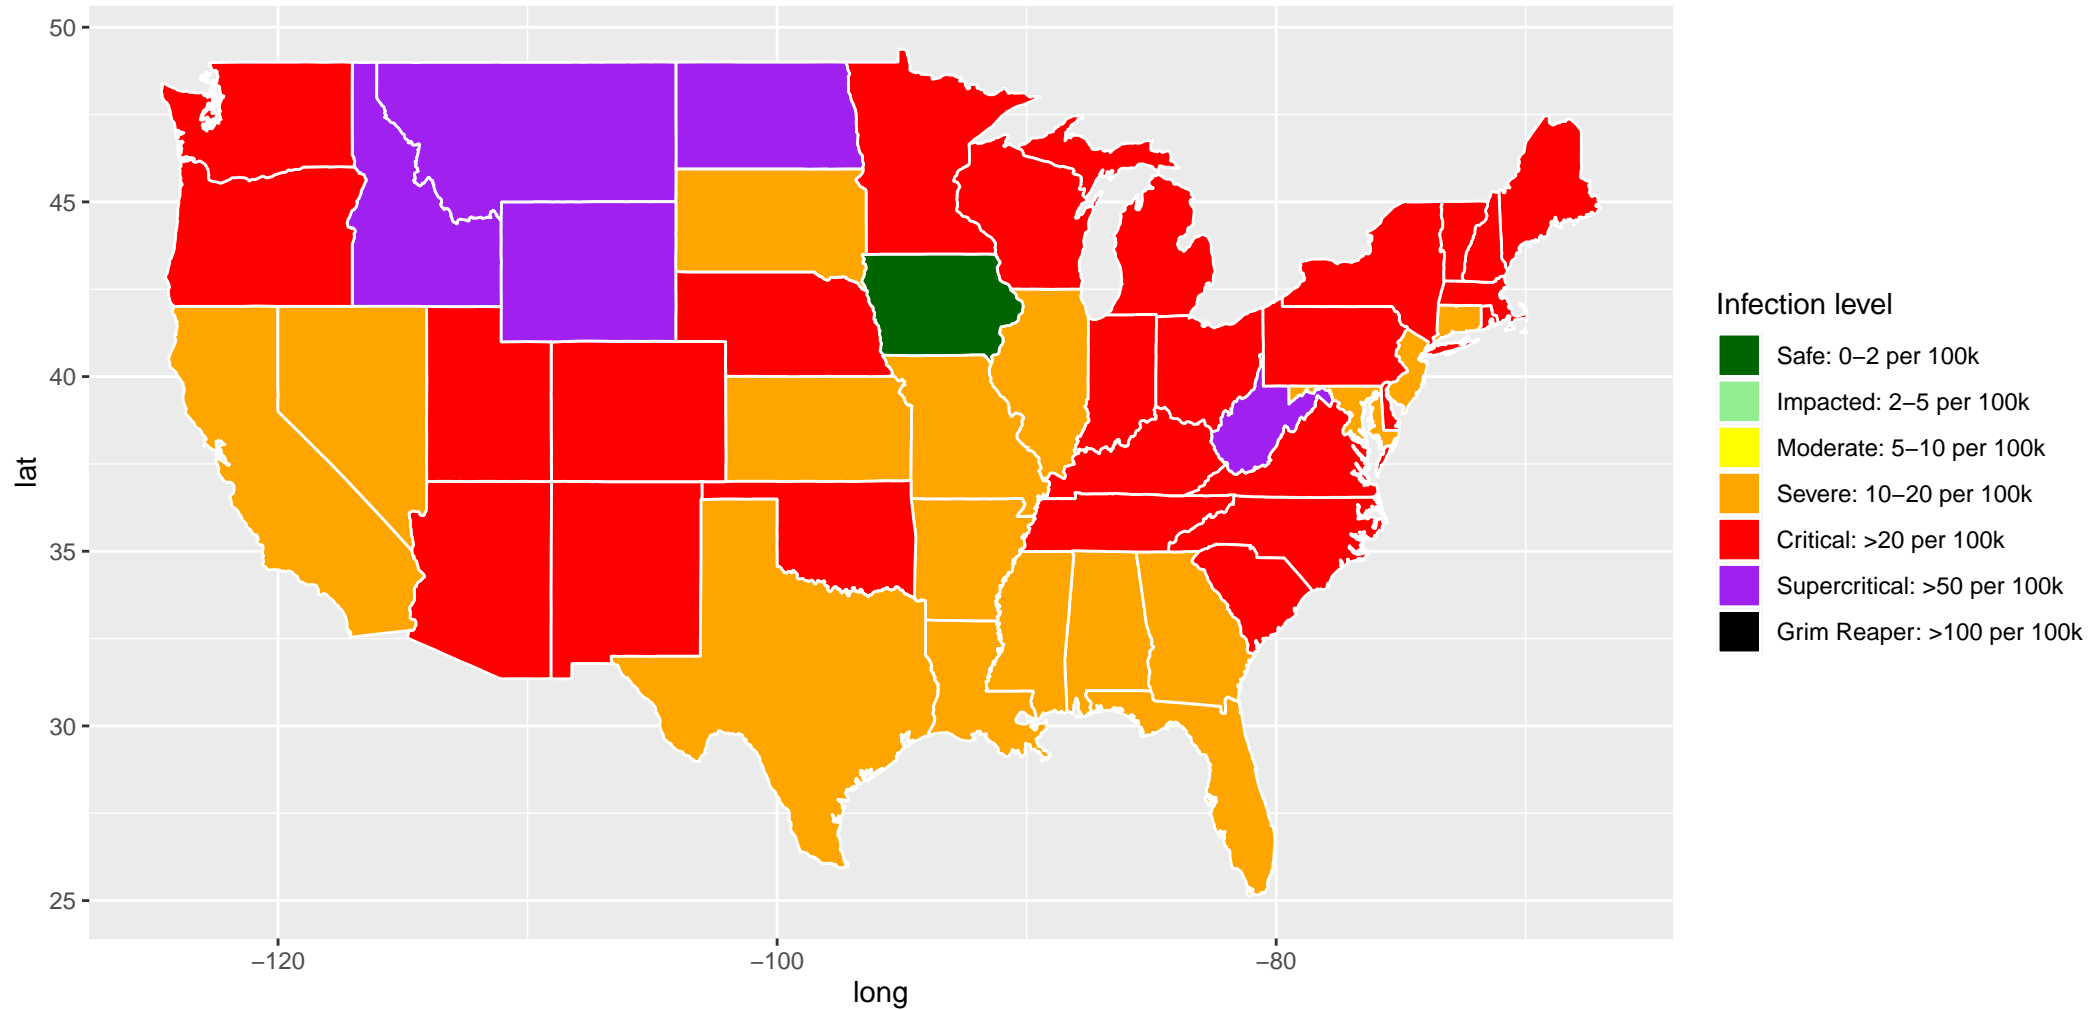 50
45
40
35
30
25
lat
−120
−100
−80
long
Infection level
Safe: 0−2 per 100k
Impacted: 2−5 per 100k
Moderate: 5−10 per 100k
Severe: 10−20 per 100k
Critical: >20 per 100k
Supercritical: >50 per 100k
Grim Reaper: >100 per 100k